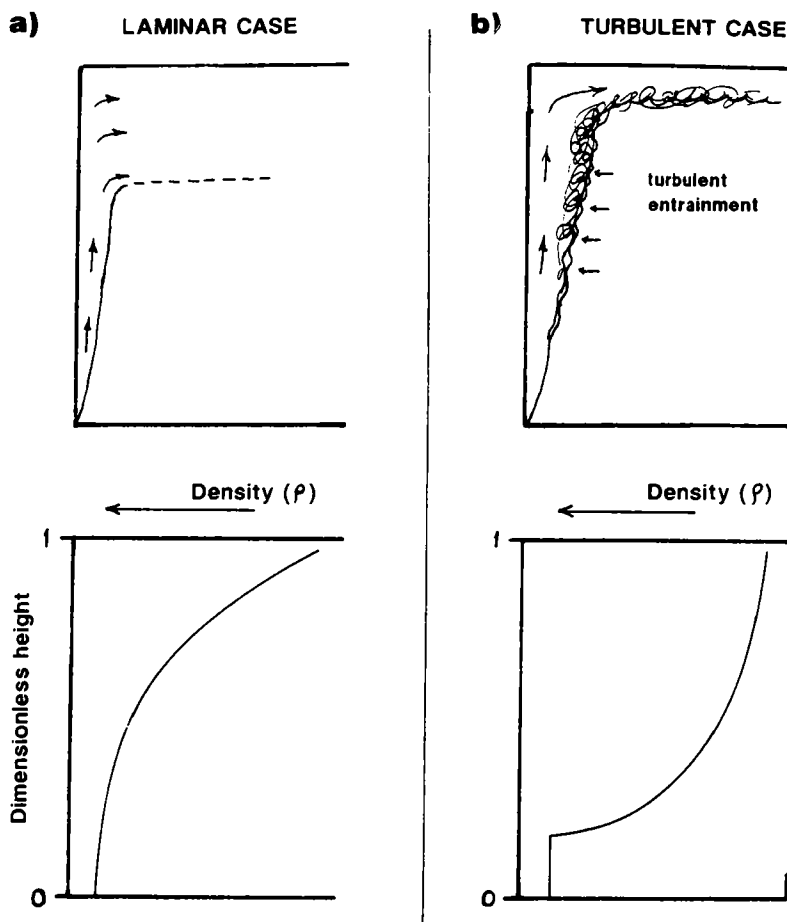 a) LAMINAR CASE
b) TURBULENT CASE
turbulent
entrainment
Density (ρ)
Density (ρ)
1
1
Dimensionless height
0
0